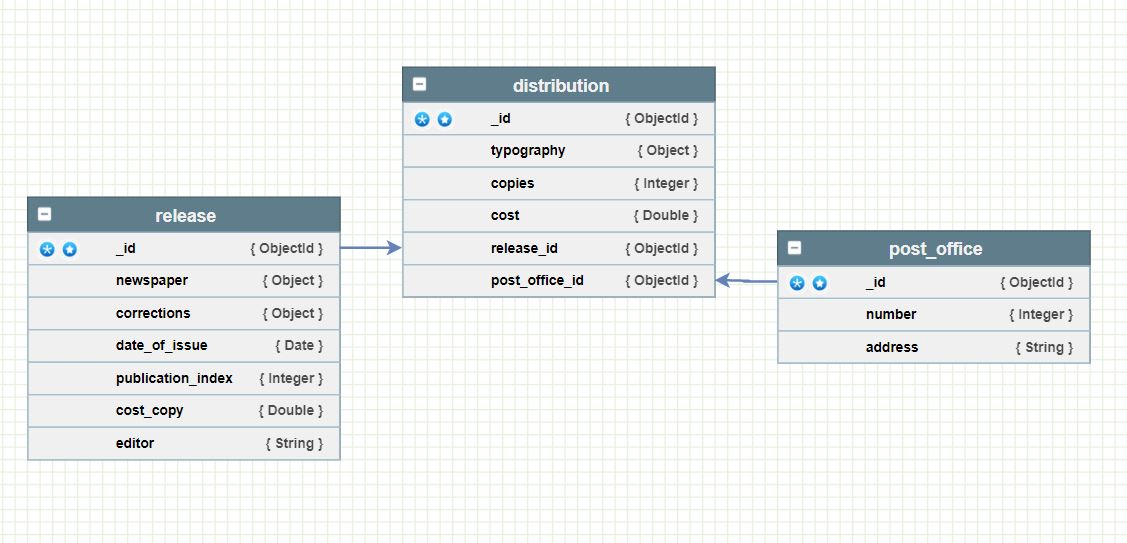 distribution
_id { ObjectId }
typography { Object }
copies { Integer }
cost { Double }
release_id { ObjectId }
post_office_id { ObjectId }
release
_id { ObjectId }
newspaper { Object }
corrections { Object }
date_of_issue { Date }
publication_index { Integer }
cost_copy { Double }
editor { String }
post_office
_id { ObjectId }
number { Integer }
address { String }